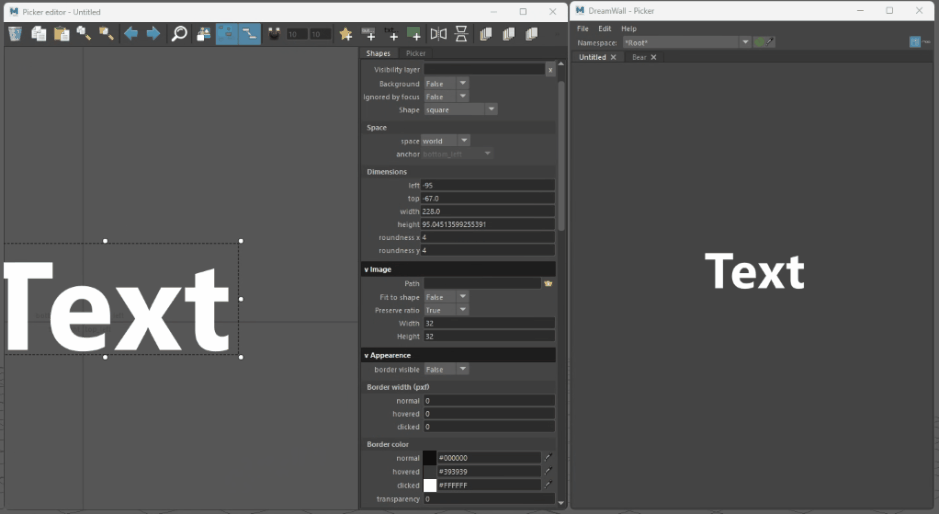 Picker editor - Untitled
10
10
Shapes
Picker
Visibility layer
x
Background
False
Ignored by focus
False
Shape
square
Space
space
world
anchor
bottom_left
Dimensions
left
-95
top
-67.0
width
228.0
height
95.04513599255391
roundness x
4
roundness y
4
v Image
Path
Fit to shape
False
Preserve ratio
True
Width
32
Height
32
v Appearance
border visible
False
Border width (pxf)
normal
0
hovered
0
clicked
0
Border color
normal
#000000
hovered
#393939
clicked
#FFFFFF
transparency
0
Text
DreamWall - Picker
File
Edit
Help
Namespace:
*Root*
Untitled
Bear
Text